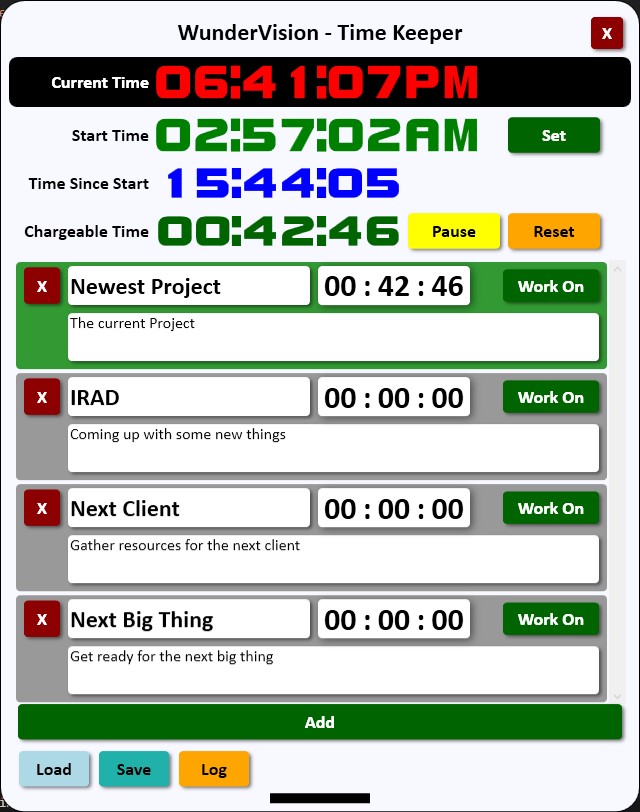 WunderVision - Time Keeper X
Current Time 06:41:07PM
Start Time 02:57:02AM Set
Time Since Start 15:44:05
Chargeable Time 00:42:46 Pause Reset
X Newest Project 00 : 42 : 46 Work On
The current Project
X IRAD 00 : 00 : 00 Work On
Coming up with some new things
X Next Client 00 : 00 : 00 Work On
Gather resources for the next client
X Next Big Thing 00 : 00 : 00 Work On
Get ready for the next big thing
Add
Load Save Log